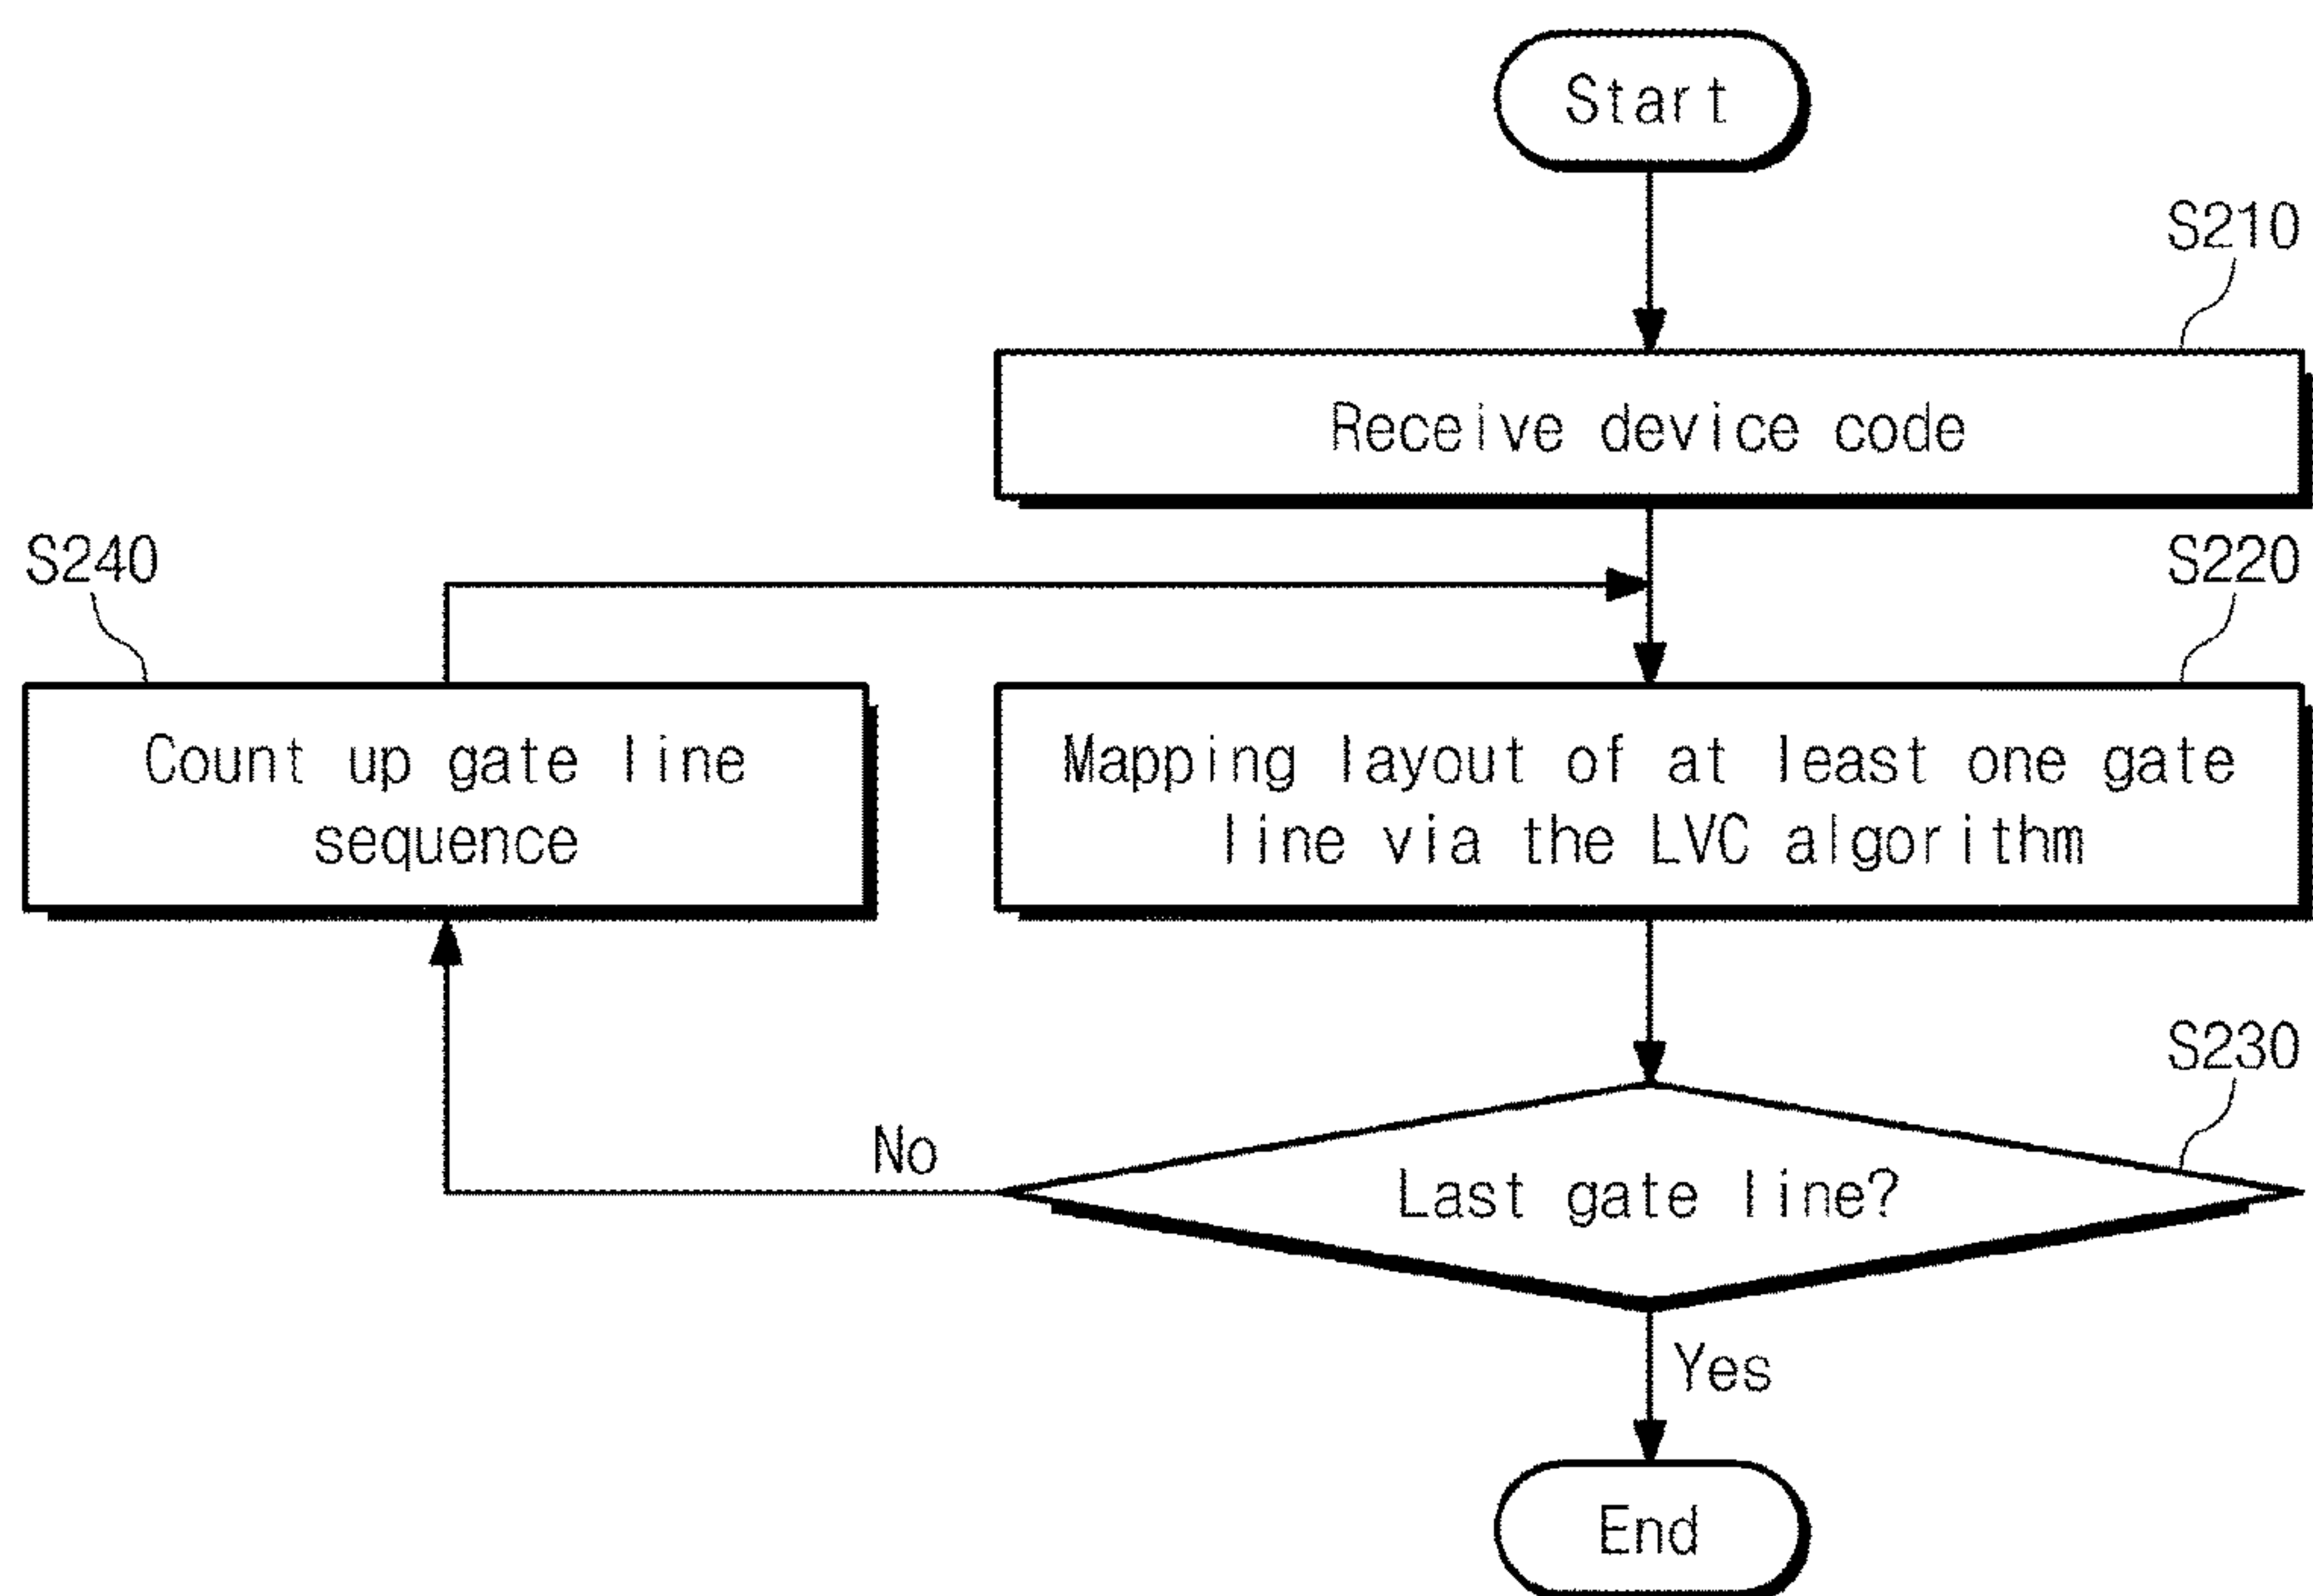 Start
S210
Receive device code
S240
S220
Count up gate line
sequence
Mapping layout of at least one gate
line via the LVC algorithm
S230
No
Last gate line?
Yes
End